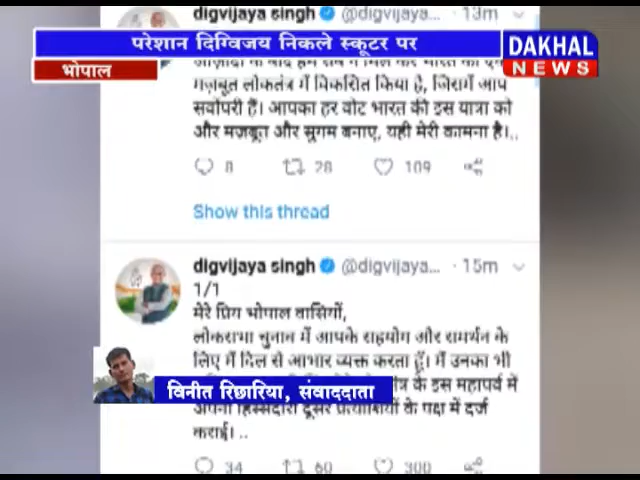 digvijaya singh @digvijaya... · 13m
परेशान दिग्विजय निकले स्कूटर पर
DAKHAL NEWS
भोपाल
मज़बूत लोकतंत्र में विकसित किया है, जिसमें आप
सर्वोपरी हैं। आपका हर वोट भारत की इस यात्रा को
और मज़बूत और सुगम बनाए, यही मेरी कामना है।..
8 28 109
Show this thread
digvijaya singh @digvijaya... · 15m
1/1
मेरे प्रिय भोपाल वासियों,
लोकसभा चुनाव में आपके सहयोग और समर्थन के
लिए मैं दिल से आभार व्यक्त करता हूँ। मैं उनका भी
के इस महापर्व में
विनीत रिछारिया, संवाददाता
अपनी हिस्सेदारी दूसरे प्रत्याशियों के पक्ष में दर्ज
कराई। ..
34 60 300